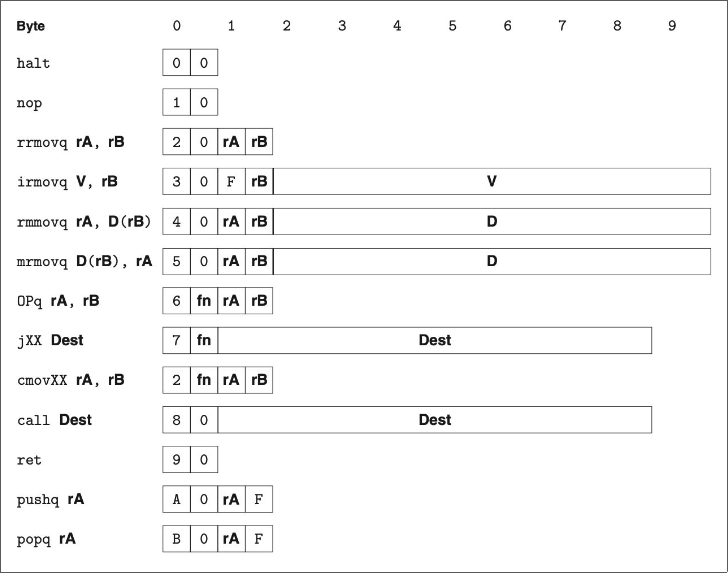 Byte 0 1 2 3 4 5 6 7 8 9
halt 0 0
nop 1 0
rrmovq rA, rB 2 0 rA rB
irmovq V, rB 3 0 F rB V
rmmovq rA, D(rB) 4 0 rA rB D
mrmovq D(rB), rA 5 0 rA rB D
OPq rA, rB 6 fn rA rB
jXX Dest 7 fn Dest
cmovXX rA, rB 2 fn rA rB
call Dest 8 0 Dest
ret 9 0
pushq rA A 0 rA F
popq rA B 0 rA F